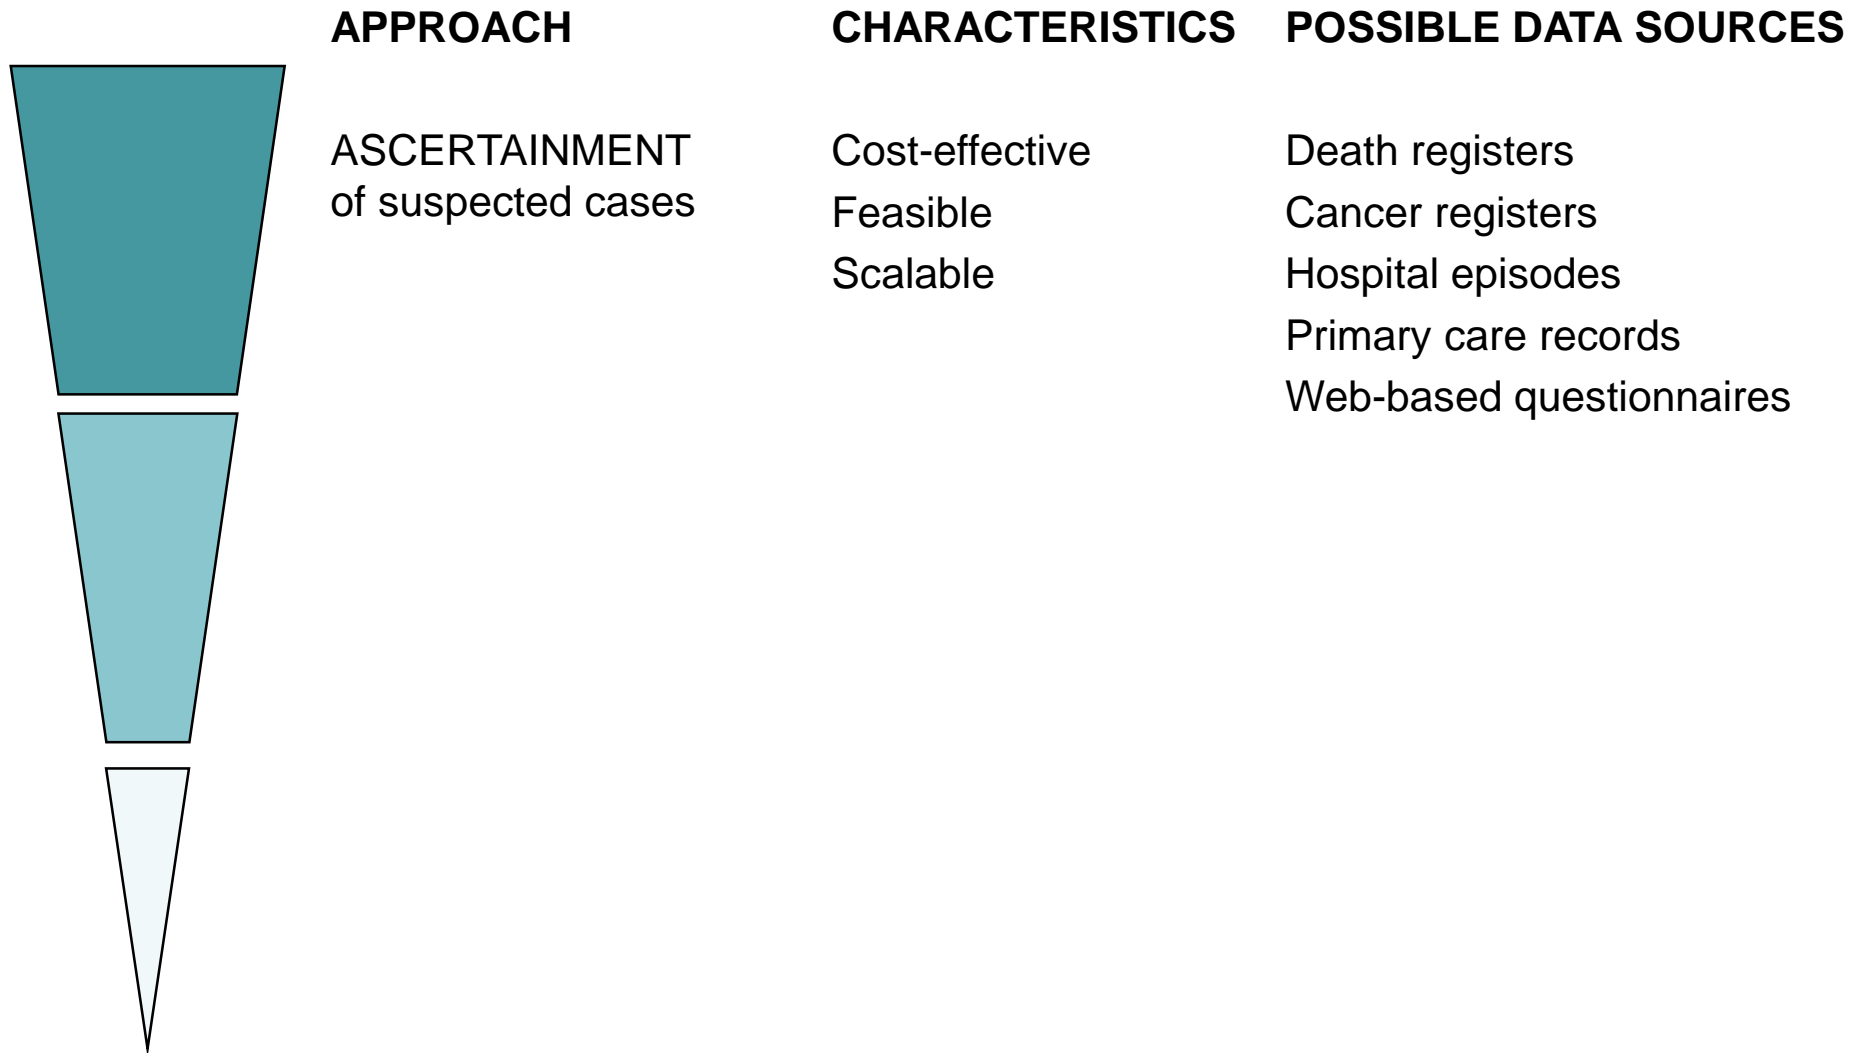 APPROACH
CHARACTERISTICS
POSSIBLE DATA SOURCES
ASCERTAINMENT
of suspected cases
Cost-effective
Feasible
Scalable
Death registers
Cancer registers
Hospital episodes
Primary care records
Web-based questionnaires